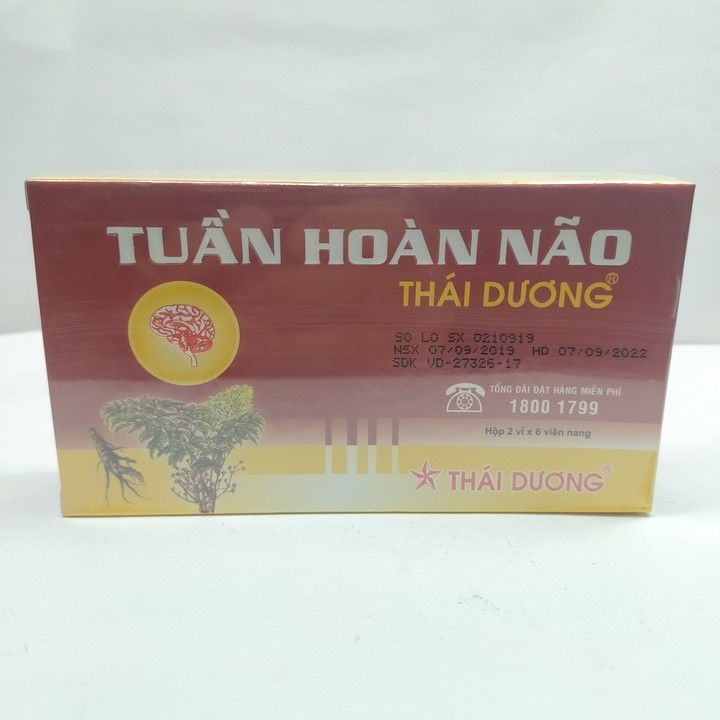 TUẦN HOÀN NÃO
THÁI DƯƠNG®
SO LO SX 0210919
NSX 07/09/2019 HD 07/09/2022
SDK VD-27326-17
TỔNG ĐÀI ĐẶT HÀNG MIỄN PHÍ
1800 1799
Hộp 2 vỉ x 6 viên nang
THÁI DƯƠNG®